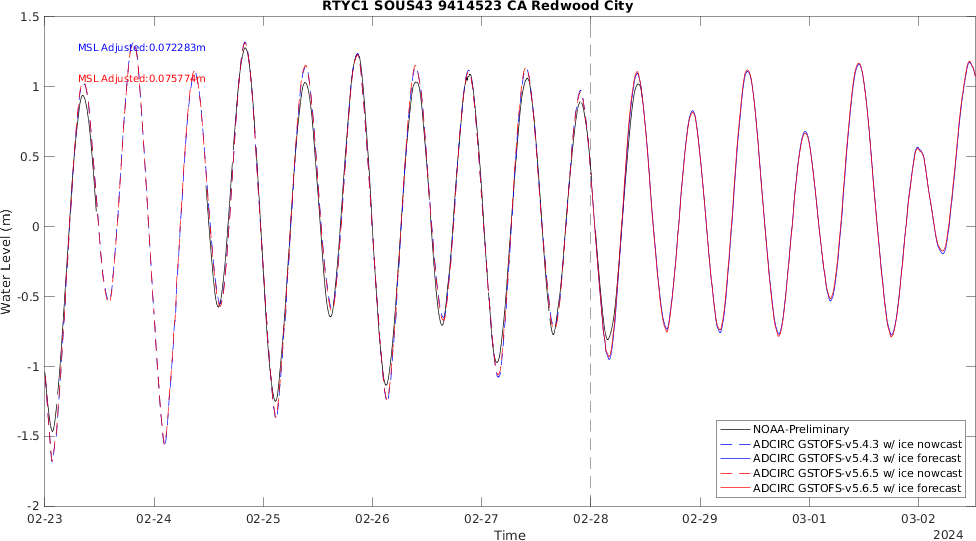 RTYC1 SOUS43 9414523 CA Redwood City
MSL Adjusted:0.072283m
MSL Adjusted:0.075774m
Water Level (m)
1.5
1
0.5
0
-0.5
-1
-1.5
-2
NOAA-Preliminary
ADCIRC GSTOFS-v5.4.3 w/ ice nowcast
ADCIRC GSTOFS-v5.4.3 w/ ice forecast
ADCIRC GSTOFS-v5.6.5 w/ ice nowcast
ADCIRC GSTOFS-v5.6.5 w/ ice forecast
02-23 02-24 02-25 02-26 02-27 02-28 02-29 03-01 03-02
Time
2024